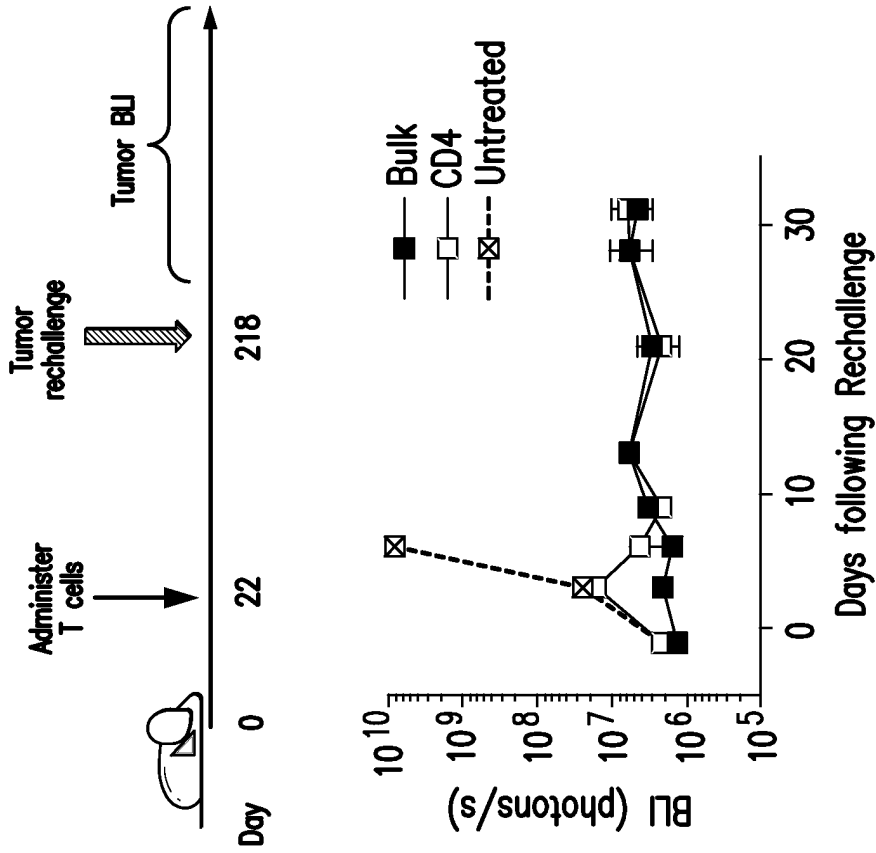 Administer
T cells
Tumor
rechallenge
Tumor BLI
Day
0
22
218
Bulk
CD4
Untreated
BLI (photons/s)
10^10
10^9
10^8
10^7
10^6
10^5
0
10
20
30
Days following Rechallenge